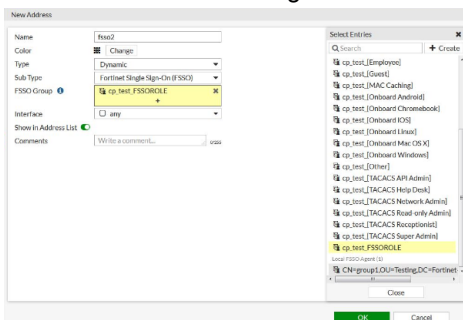 New Address
Name
fsso2
Color
Change
Type
Dynamic
Sub Type
Fortinet Single Sign-On (FSSO)
FSSO Group
cp_test_FSSOROLE
+
Interface
any
Show in Address List
Comments
Write a comment...
Select Entries
Search
+ Create
cp_test_[Employee]
cp_test_[Guest]
cp_test_[MAC Caching]
cp_test_[Onboard Android]
cp_test_[Onboard Chromebook]
cp_test_[Onboard IOS]
cp_test_[Onboard Linux]
cp_test_[Onboard Mac OS X]
cp_test_[Onboard Windows]
cp_test_[Other]
cp_test_[TACACS API Admin]
cp_test_[TACACS Help Desk]
cp_test_[TACACS Network Admin]
cp_test_[TACACS Read-only Admin]
cp_test_[TACACS Receptionist]
cp_test_[TACACS Super Admin]
cp_test_FSSOROLE
Local FSSO Agent (1)
CN=group1,OU=Testing,DC=Fortinet
Close
OK
Cancel